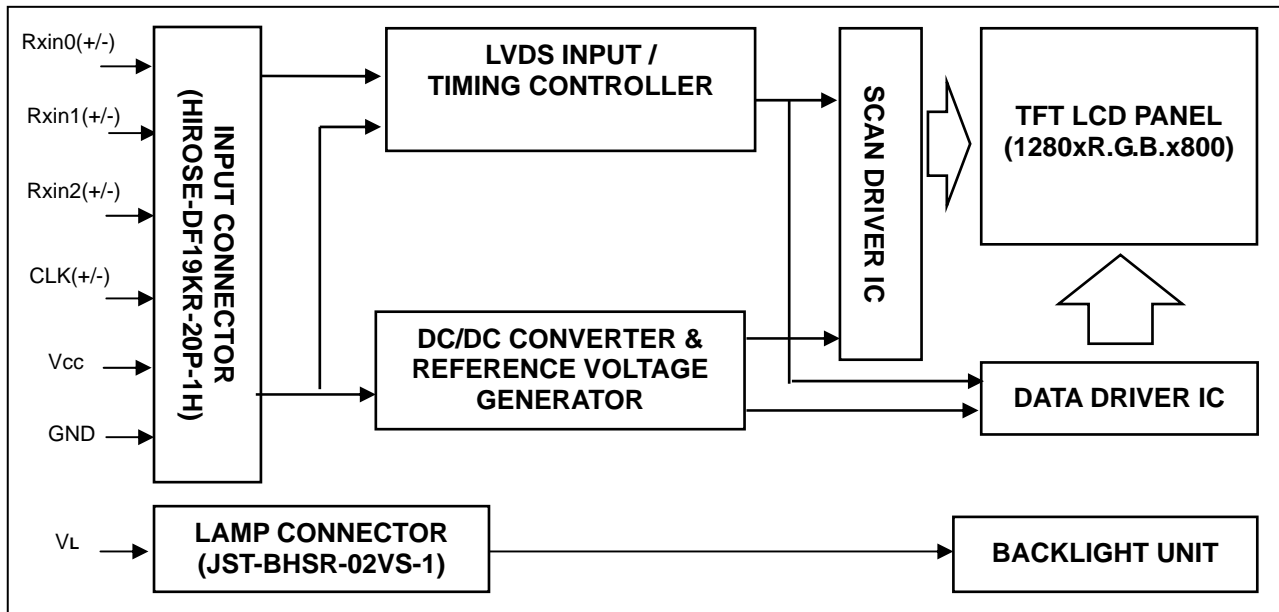 Rxin0(+/-)
Rxin1(+/-)
Rxin2(+/-)
CLK(+/-)
Vcc
GND
INPUT CONNECTOR
(HIROSE-DF19KR-20P-1H)
LVDS INPUT /
TIMING CONTROLLER
DC/DC CONVERTER &
REFERENCE VOLTAGE
GENERATOR
SCAN DRIVER IC
TFT LCD PANEL
(1280xR.G.B.x800)
DATA DRIVER IC
VL
LAMP CONNECTOR
(JST-BHSR-02VS-1)
BACKLIGHT UNIT